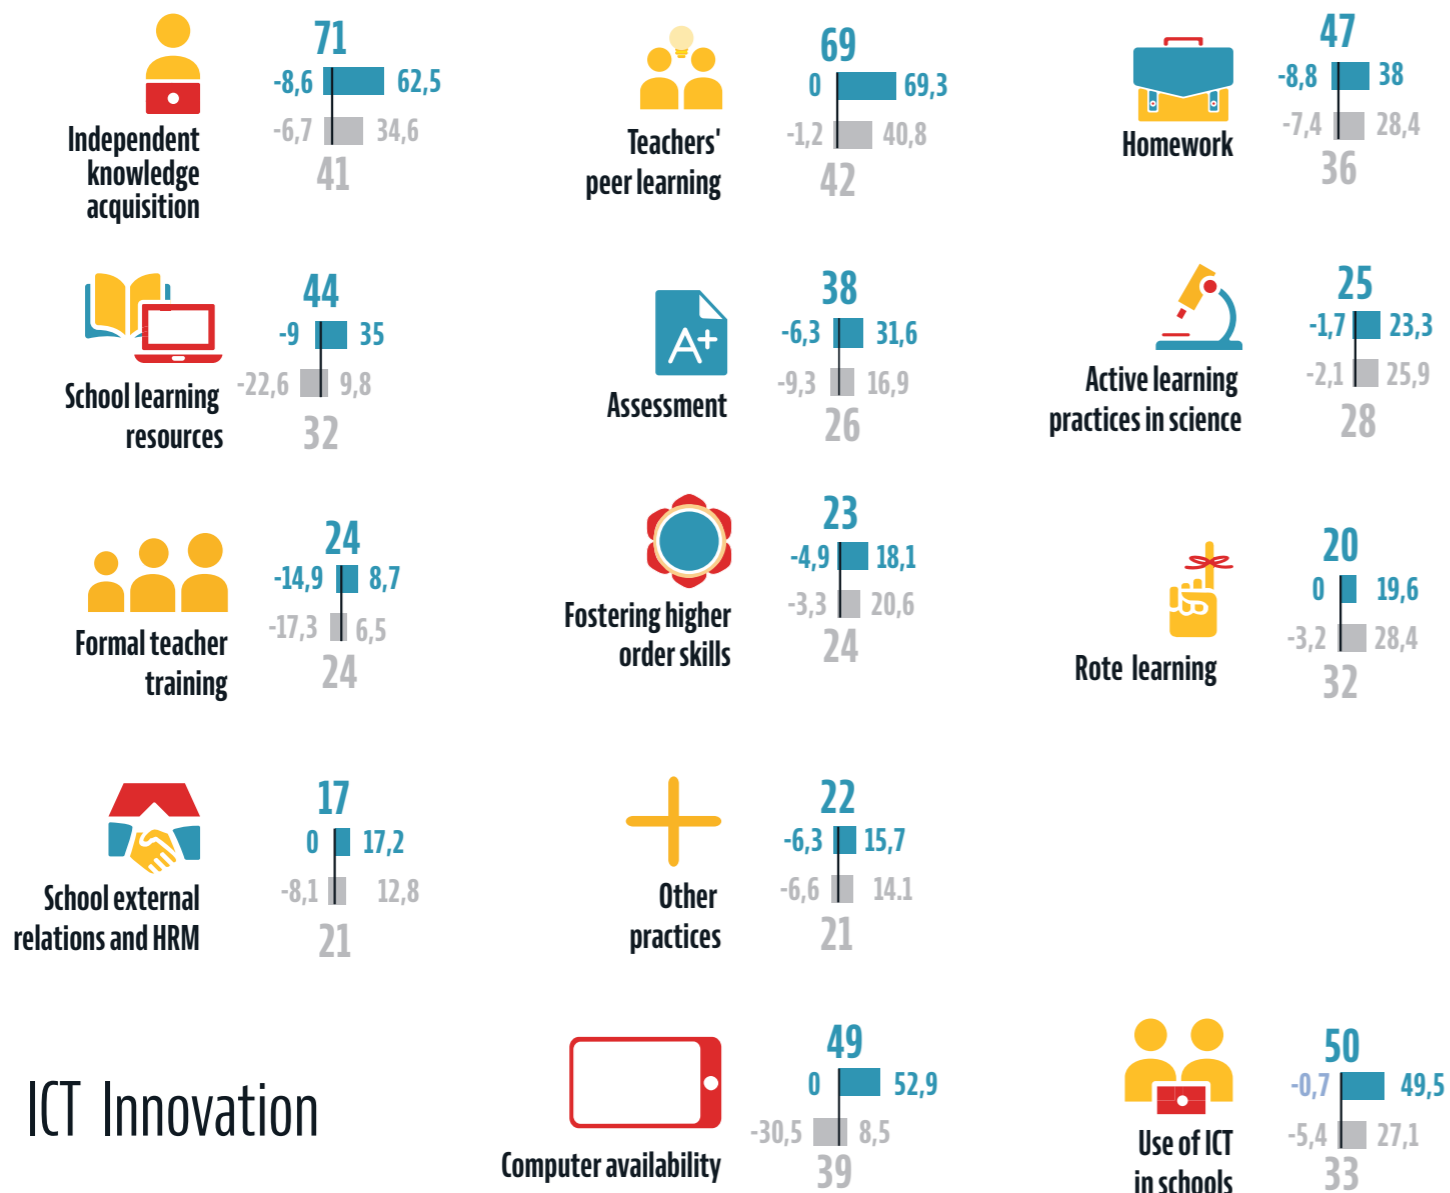 71
-8,6 62,5
-6,7 34,6
41
Independent
knowledge
acquisition
69
0 69,3
-1,2 40,8
42
Teachers'
peer learning
47
-8,8 38
-7,4 28,4
36
Homework
44
-9 35
-22,6 9,8
32
School learning
resources
38
-6,3 31,6
-9,3 16,9
26
A+
Assessment
25
-1,7 23,3
-2,1 25,9
28
Active learning
practices in science
24
-14,9 8,7
-17,3 6,5
24
Formal teacher
training
23
-4,9 18,1
-3,3 20,6
24
Fostering higher
order skills
20
0 19,6
-3,2 28,4
32
Rote learning
17
0 17,2
-8,1 12,8
21
School external
relations and HRM
22
-6,3 15,7
-6,6 14.1
21
Other
practices
ICT Innovation
49
0 52,9
-30,5 8,5
39
Computer availability
50
-0,7 49,5
-5,4 27,1
33
Use of ICT
in schools